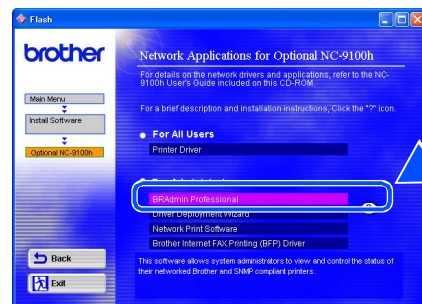 Flash
brother
Network Applications for Optional NC-9100h
For details on the network drivers and applications, refer to the NC-
9100h User's Guide included on this CD-ROM.
For a brief description and installation instructions, Click the "?" icon.
Main Menu
Install Software
Optional NC-9100h
For All Users
Printer Driver
BRAdmin Professional
Driver Deployment Wizard
Network Print Software
Brother Internet FAX Printing (BFP) Driver
This software allows system administrators to view and control the status of
their networked Brother and SNMP compliant printers.
Back
Exit